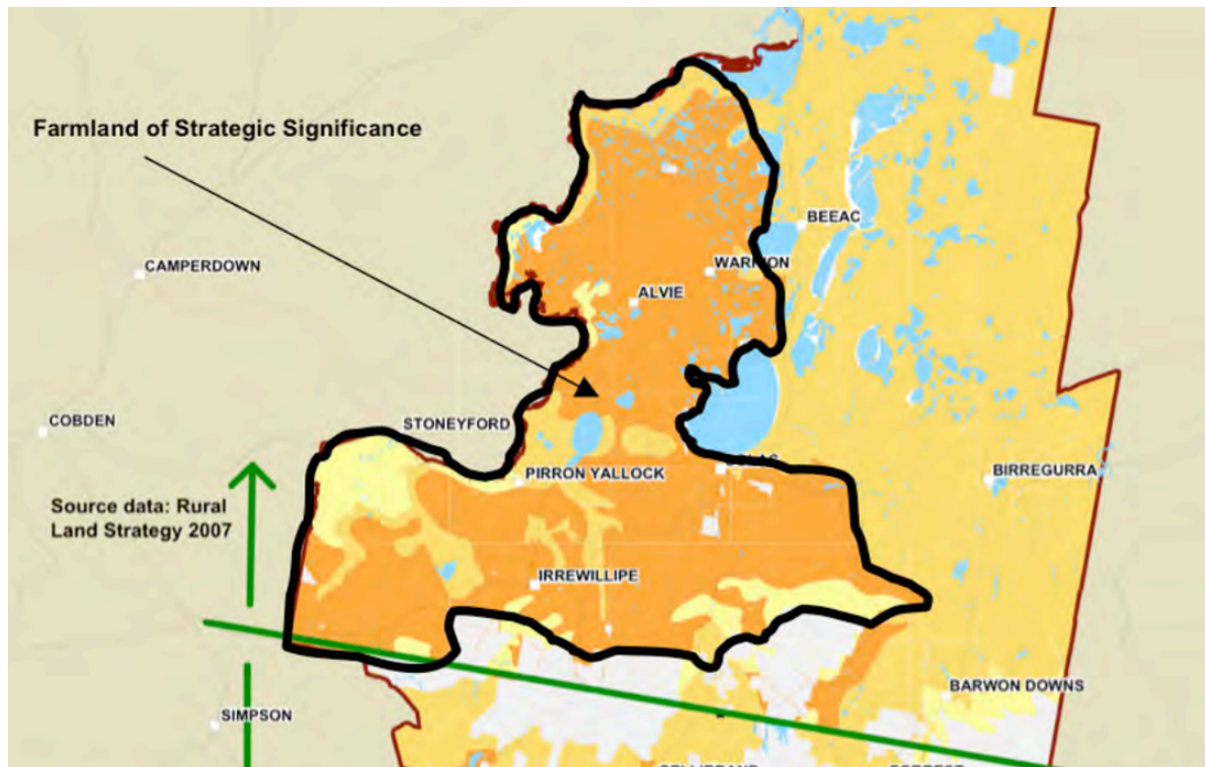 Farmland of Strategic Significance
BEEAC
CAMPERDOWN
WARRION
ALVIE
COBDEN
STONEYFORD
PIRRON YALLOCK
BIRREGURRA
Source data: Rural
Land Strategy 2007
IRREWILLIPE
BARWON DOWNS
SIMPSON